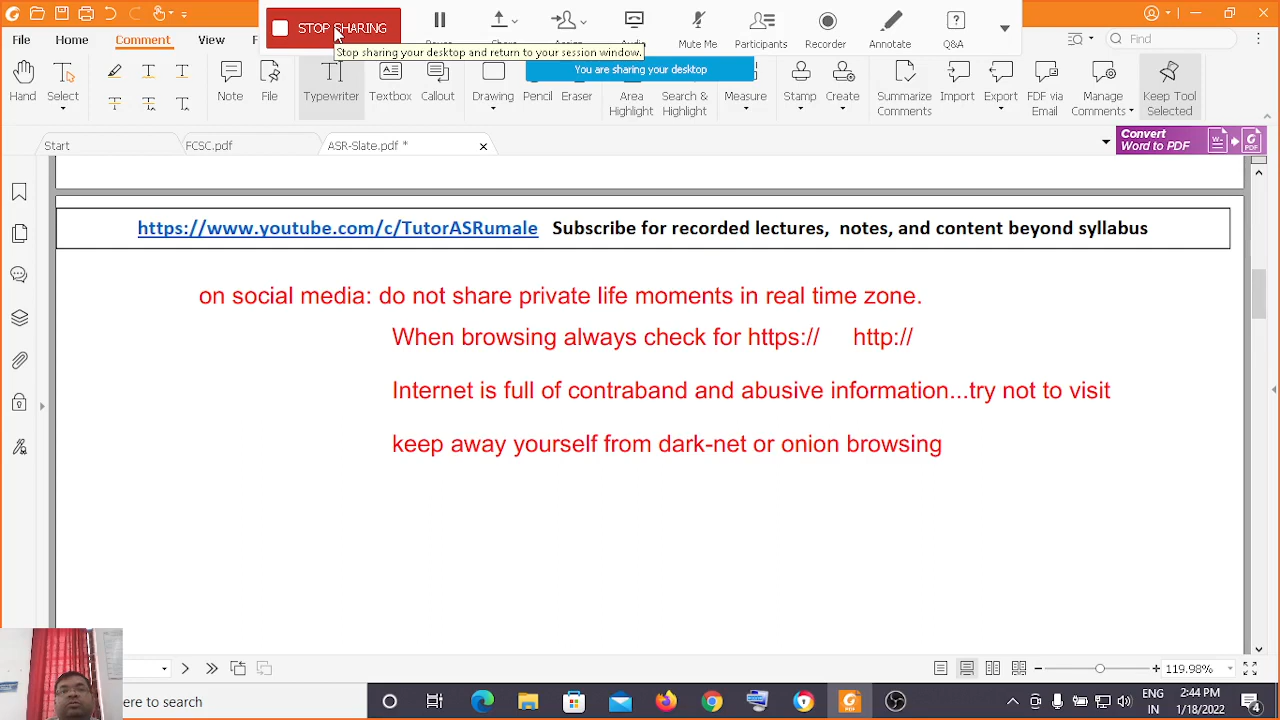 STOP SHARING
Mute Me
Participants
Recorder
Annotate
Q&A
File
Home
Comment
View
Stop sharing your desktop and return to your session window.
Find
You are sharing your desktop
Hand
Select
Note
File
Typewriter
Textbox
Callout
Drawing
Pencil
Eraser
Area Highlight
Search & Highlight
Measure
Stamp
Create
Summarize Comments
Import
Export
FDF via Email
Manage Comments
Keep Tool Selected
Start
FCSC.pdf
ASR-Slate.pdf *
Convert
Word to PDF
https://www.youtube.com/c/TutorASRumale Subscribe for recorded lectures, notes, and content beyond syllabus
on social media: do not share private life moments in real time zone.
When browsing always check for https:// http://
Internet is full of contraband and abusive information...try not to visit
keep away yourself from dark-net or onion browsing
119.98%
here to search
ENG
IN
2:44 PM
1/18/2022
4